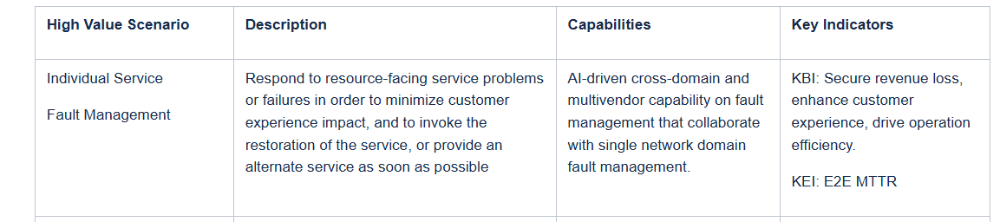 High Value Scenario
Description
Capabilities
Key Indicators
Individual Service
Fault Management
Respond to resource-facing service problems
or failures in order to minimize customer
experience impact, and to invoke the
restoration of the service, or provide an
alternate service as soon as possible
AI-driven cross-domain and
multivendor capability on fault
management that collaborate
with single network domain
fault management.
KBI: Secure revenue loss,
enhance customer
experience, drive operation
efficiency.
KEI: E2E MTTR